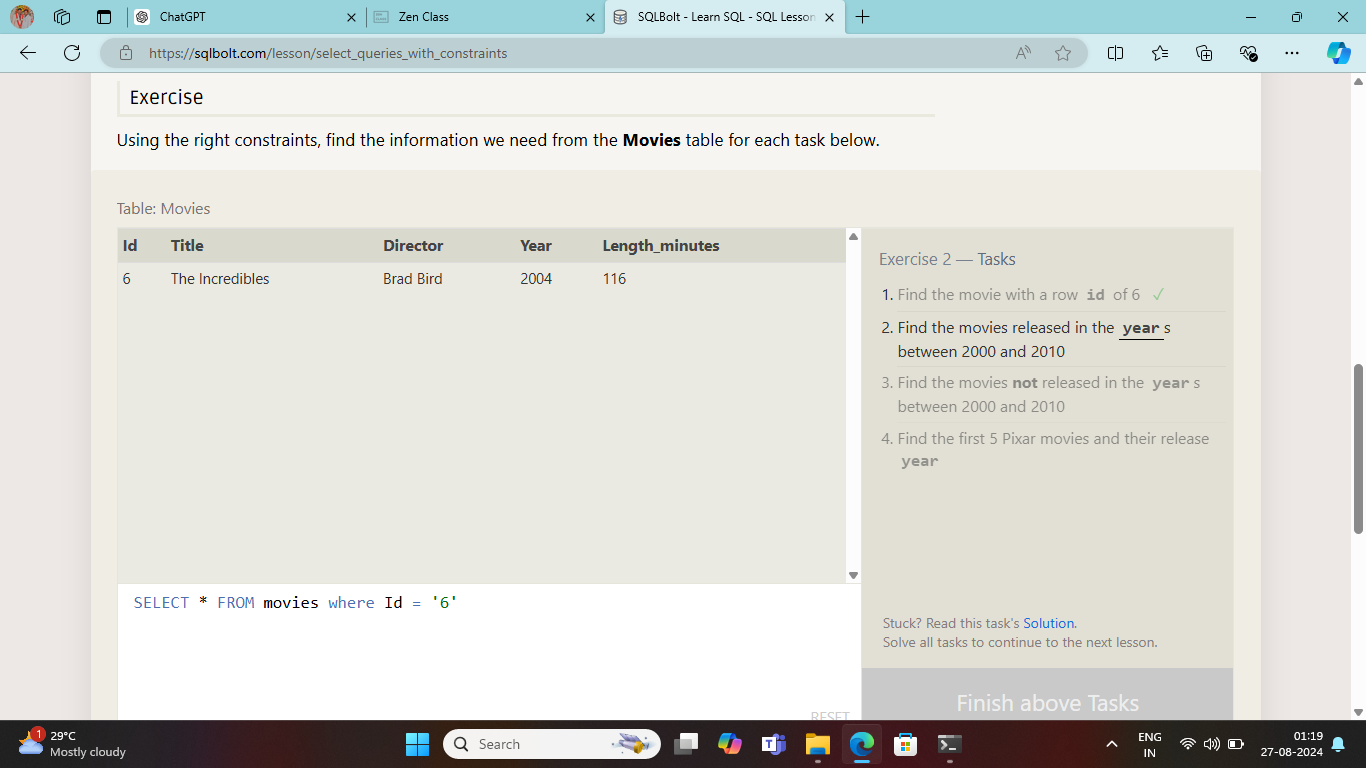 ChatGPT
Zen Class
SQLBolt - Learn SQL - SQL Lesson
https://sqlbolt.com/lesson/select_queries_with_constraints
Exercise
Using the right constraints, find the information we need from the Movies table for each task below.
Table: Movies
Id Title Director Year Length_minutes
6 The Incredibles Brad Bird 2004 116
Exercise 2 — Tasks
1. Find the movie with a row id of 6 ✓
2. Find the movies released in the year s
between 2000 and 2010
3. Find the movies not released in the year s
between 2000 and 2010
4. Find the first 5 Pixar movies and their release
year
SELECT * FROM movies where Id = '6'
Stuck? Read this task's Solution.
Solve all tasks to continue to the next lesson.
RESET
Finish above Tasks
1
29°C
Mostly cloudy
Search
ENG
IN
01:19
27-08-2024